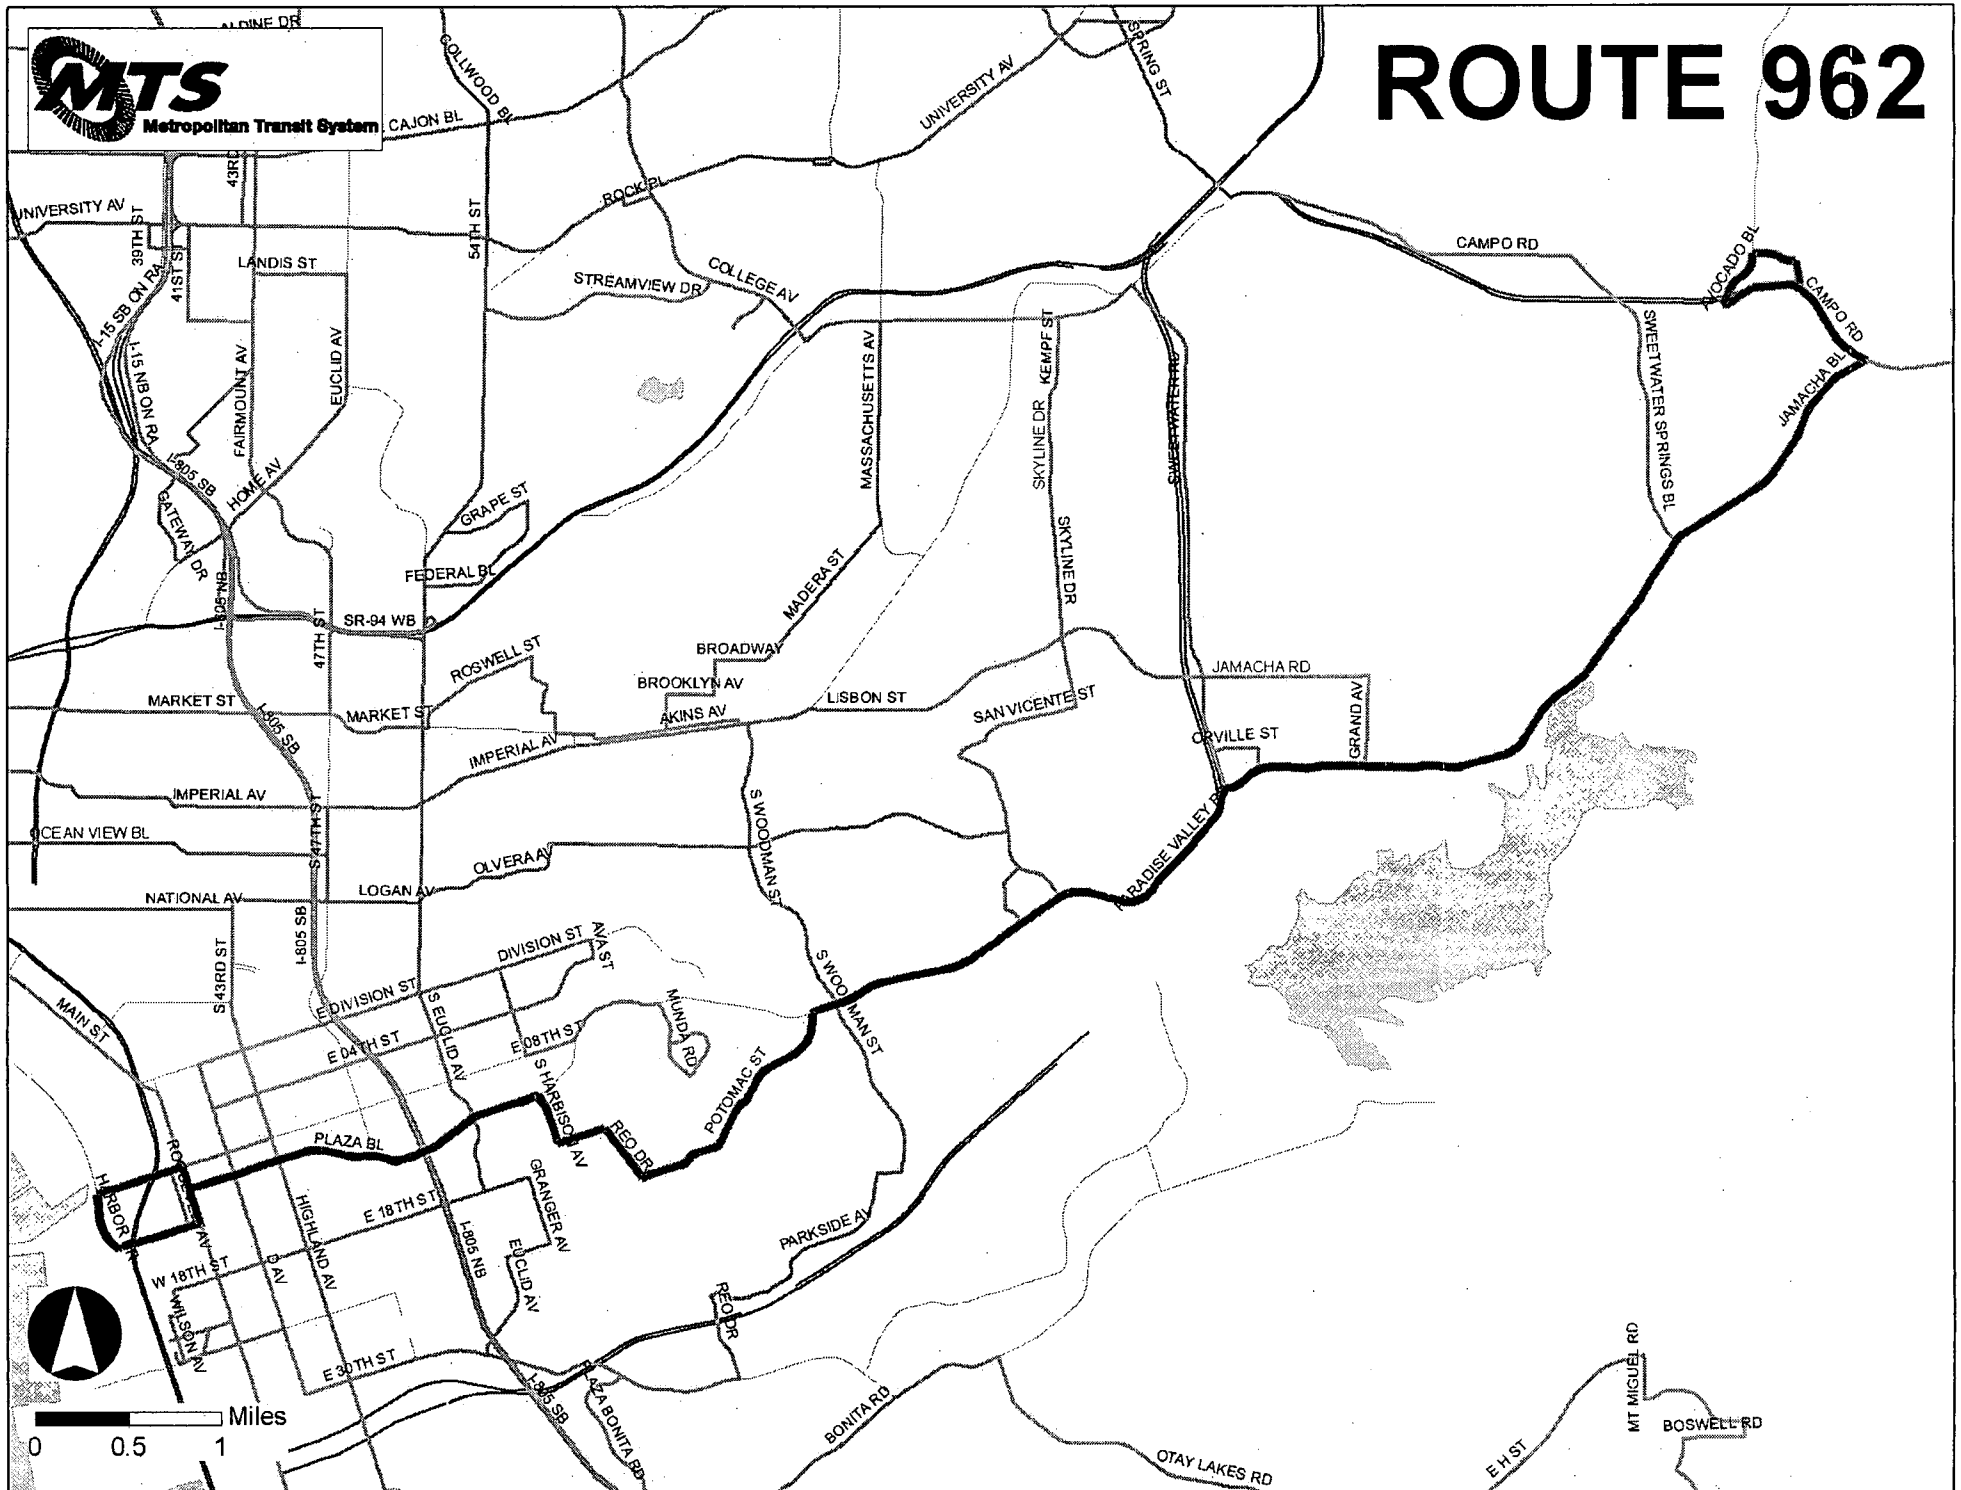 ROUTE 962
MTS
Metropolitan Transit System
CAJON BL
COLLWOOD BL
SPRING ST
UNIVERSITY AV
43RD
ROCK PL
UNIVERSITY AV
39TH ST
41ST ST
54TH ST
LANDIS ST
STREAMVIEW DR
COLLEGE AV
CAMPO RD
AVOCADO BL
CAMPO RD
I-15 SB ON RA
I-15 NB ON RA
FAIRMOUNT AV
EUCLID AV
MASSACHUSETTS AV
KEMPF ST
SKYLINE DR
SWEETWATER RD
SWEETWATER SPRINGS BL
JAMACHA BL
I-805 SB
HOME AV
GATEWAY DR
GRAPE ST
SKYLINE DR
FEDERAL BL
I-805 NB
MADERA ST
47TH ST
SR-94 WB
ROSWELL ST
BROADWAY
BROOKLYN AV
JAMACHA RD
MARKET ST
MARKET ST
AKINS AV
LISBON ST
SAN VICENTE ST
GRAND AV
I-805 SB
IMPERIAL AV
ORVILLE ST
IMPERIAL AV
S 47TH ST
S WOODMAN ST
OCEAN VIEW BL
OLVERA AV
PARADISE VALLEY R
LOGAN AV
NATIONAL AV
I-805 SB
S 43RD ST
DIVISION ST
AVA ST
S WOODMAN ST
E DIVISION ST
S EUCLID AV
MAIN ST
MUNDA RD
E 04TH ST
E 08TH ST
S HARBISON AV
POTOMAC ST
REO DR
PLAZA BL
GRANGER AV
HARBOR
HIGHLAND AV
E 18TH ST
I-805 NB
PARKSIDE AV
EUCLID AV
W 18TH ST
D AV
WILSON AV
REO DR
E 30TH ST
I-805 SB
PLAZA BONITA RD
BONITA RD
MT MIGUEL RD
BOSWELL RD
E H ST
OTAY LAKES RD
Miles
0 0.5 1